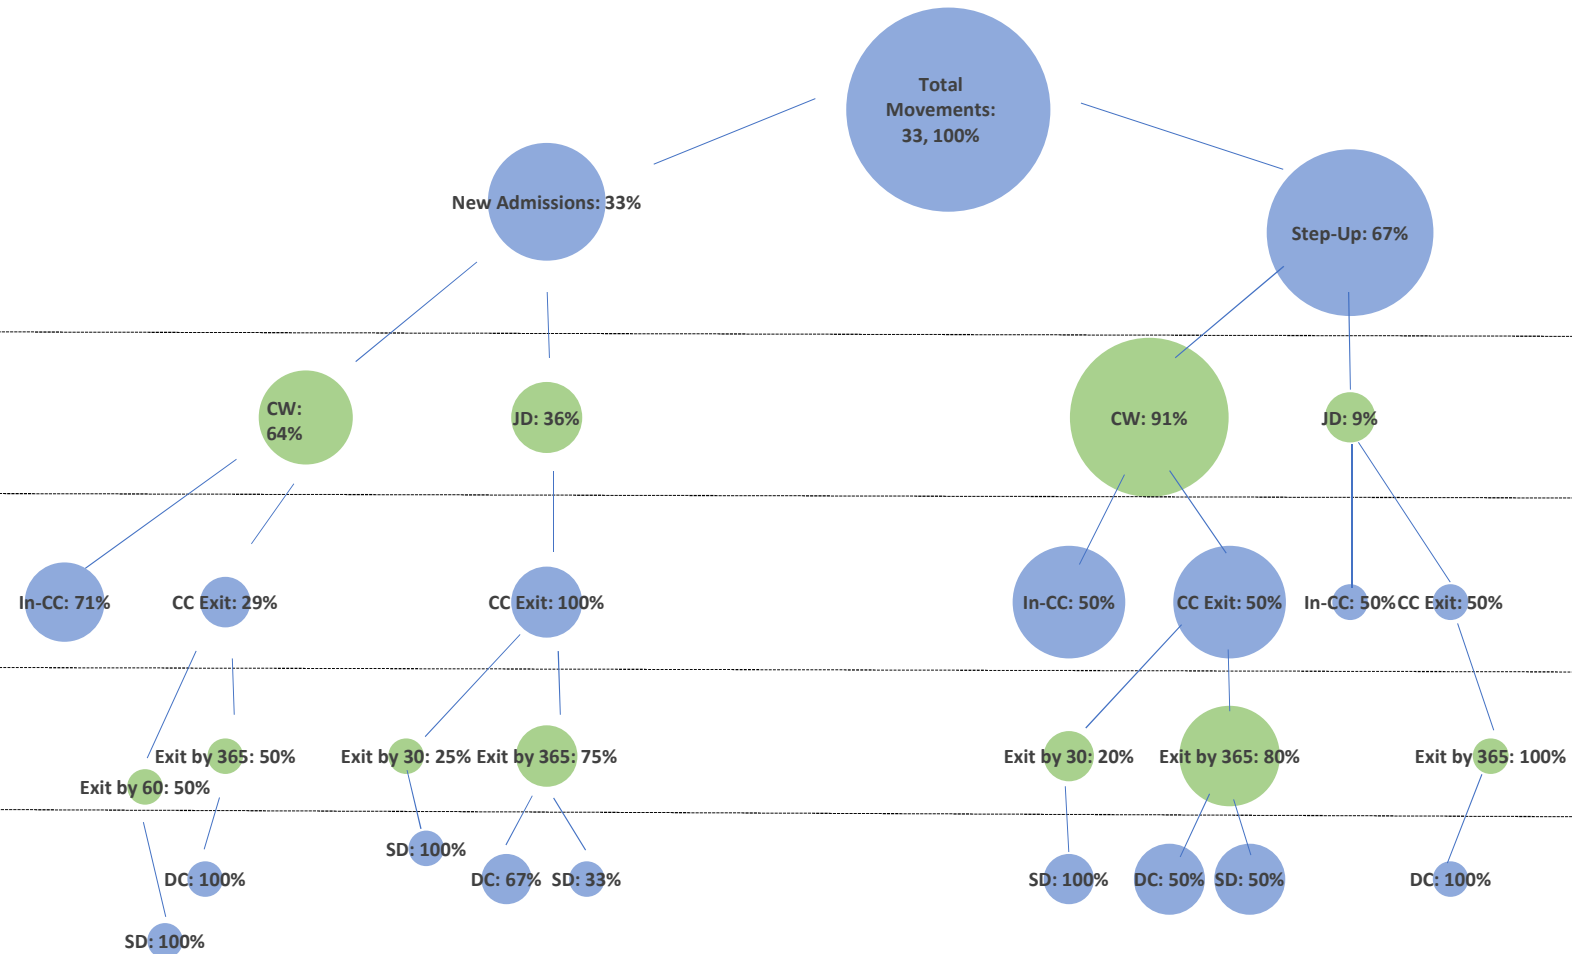 Total
Movements:
33, 100%
New Admissions: 33%
Step-Up: 67%
CW:
64%
JD: 36%
CW: 91%
JD: 9%
In-CC: 71%
CC Exit: 29%
CC Exit: 100%
In-CC: 50%
CC Exit: 50%
In-CC: 50%
CC Exit: 50%
Exit by 60: 50%
Exit by 365: 50%
Exit by 30: 25%
Exit by 365: 75%
Exit by 30: 20%
Exit by 365: 80%
Exit by 365: 100%
SD: 100%
DC: 100%
SD: 100%
DC: 67%
SD: 33%
SD: 100%
DC: 50%
SD: 50%
DC: 100%